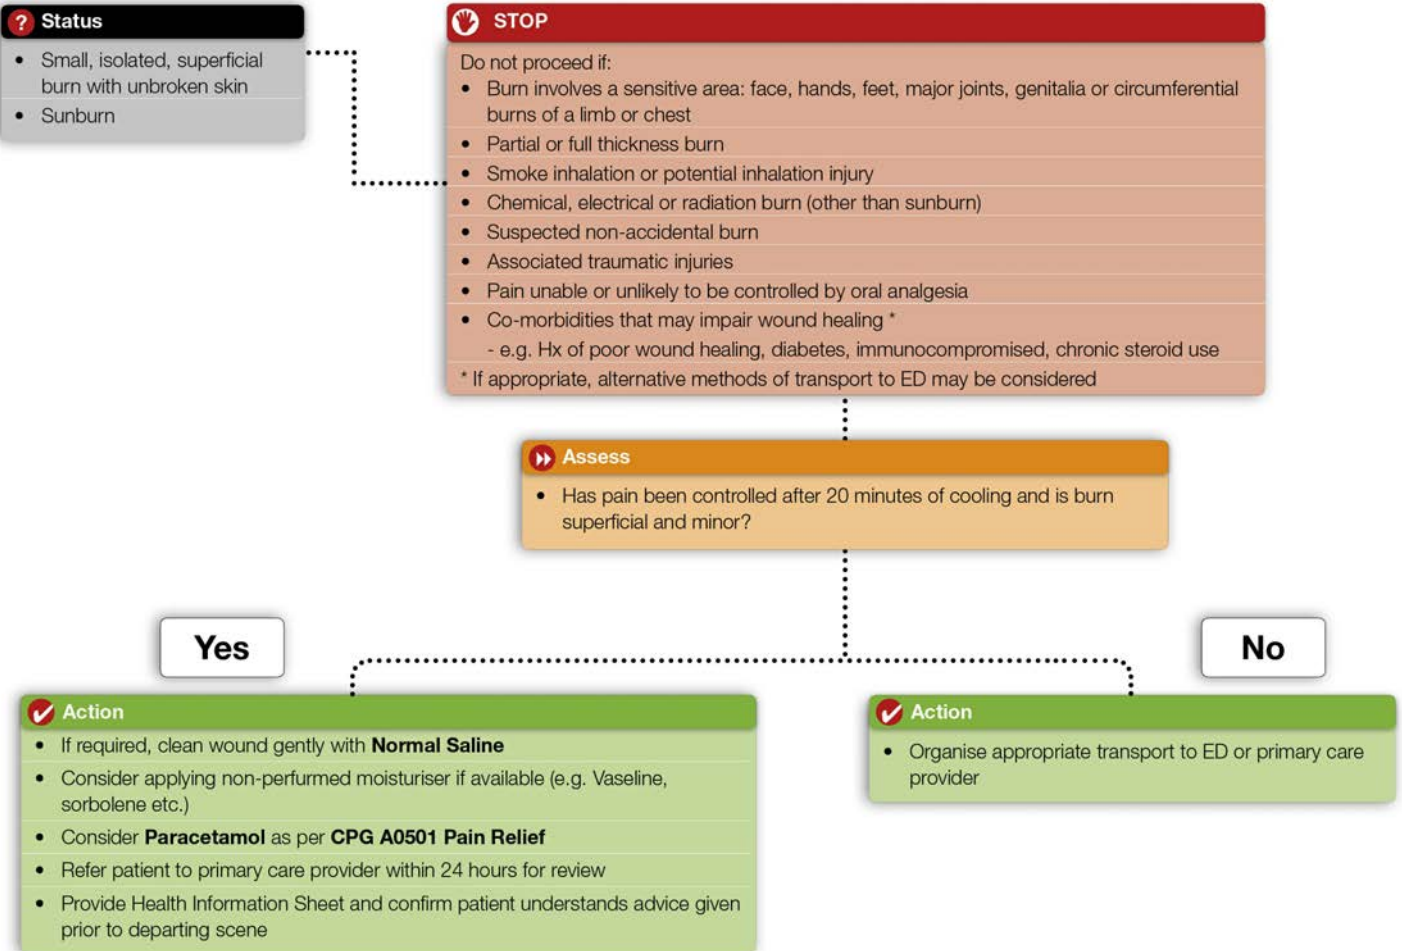 Status
• Small, isolated, superficial
burn with unbroken skin
• Sunburn
STOP
Do not proceed if:
• Burn involves a sensitive area: face, hands, feet, major joints, genitalia or circumferential
burns of a limb or chest
• Partial or full thickness burn
• Smoke inhalation or potential inhalation injury
• Chemical, electrical or radiation burn (other than sunburn)
• Suspected non-accidental burn
• Associated traumatic injuries
• Pain unable or unlikely to be controlled by oral analgesia
• Co-morbidities that may impair wound healing *
- e.g. Hx of poor wound healing, diabetes, immunocompromised, chronic steroid use
* If appropriate, alternative methods of transport to ED may be considered
Assess
• Has pain been controlled after 20 minutes of cooling and is burn
superficial and minor?
Yes
No
Action
• If required, clean wound gently with Normal Saline
• Consider applying non-perfurmed moisturiser if available (e.g. Vaseline,
sorbolene etc.)
• Consider Paracetamol as per CPG A0501 Pain Relief
• Refer patient to primary care provider within 24 hours for review
• Provide Health Information Sheet and confirm patient understands advice given
prior to departing scene
Action
• Organise appropriate transport to ED or primary care
provider